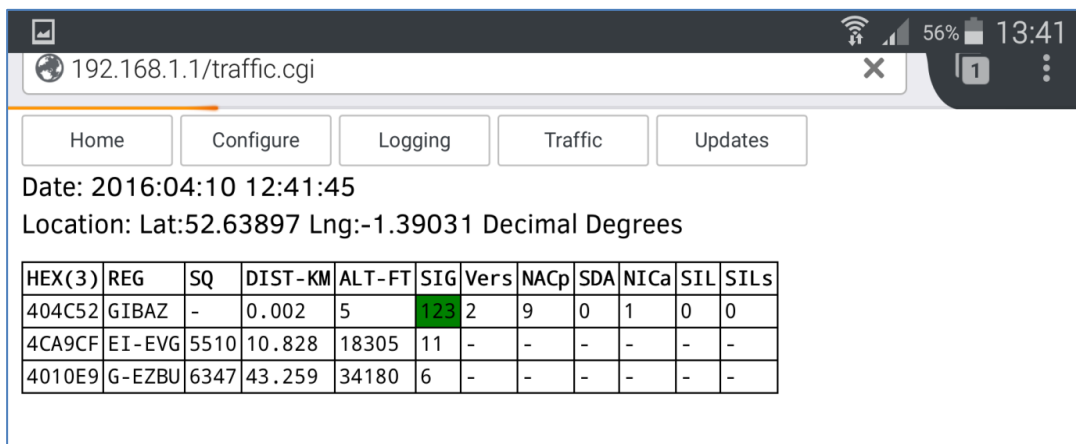 56% 13:41
192.168.1.1/traffic.cgi 1
Home Configure Logging Traffic Updates
Date: 2016:04:10 12:41:45
Location: Lat:52.63897 Lng:-1.39031 Decimal Degrees
HEX(3) REG SQ DIST-KM ALT-FT SIG Vers NACp SDA NICa SIL SILs
404C52 GIBAZ - 0.002 5 123 2 9 0 1 0 0
4CA9CF EI-EVG 5510 10.828 18305 11 - - - - - -
4010E9 G-EZBU 6347 43.259 34180 6 - - - - - -